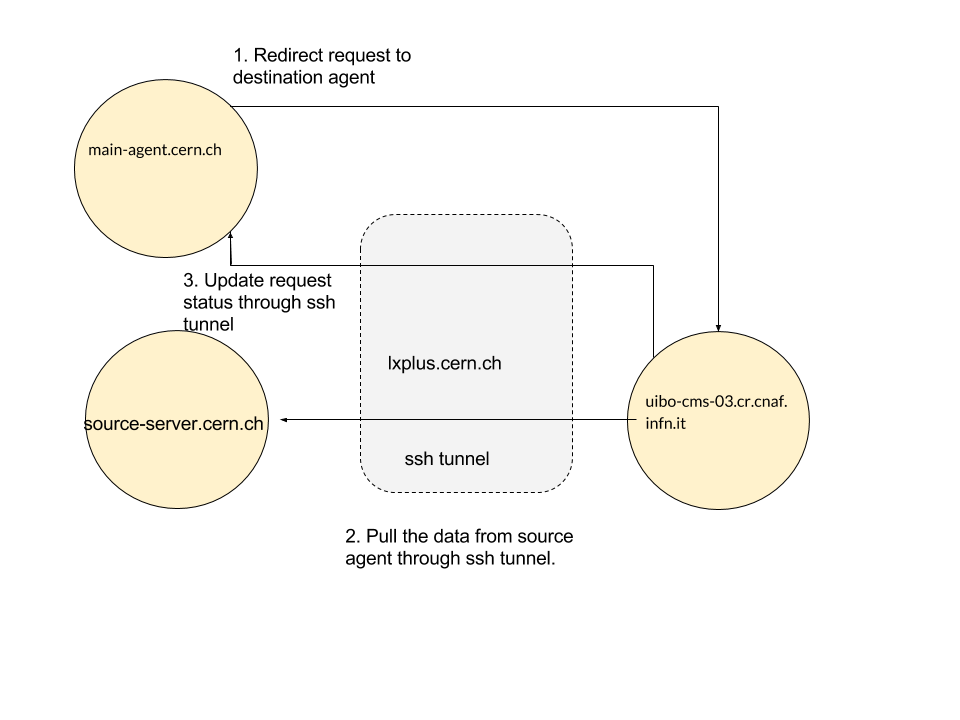 1. Redirect request to
destination agent
main-agent.cern.ch
3. Update request
status through ssh
tunnel
lxplus.cern.ch
uibo-cms-03.cr.cnaf.
infn.it
source-server.cern.ch
ssh tunnel
2. Pull the data from source
agent through ssh tunnel.